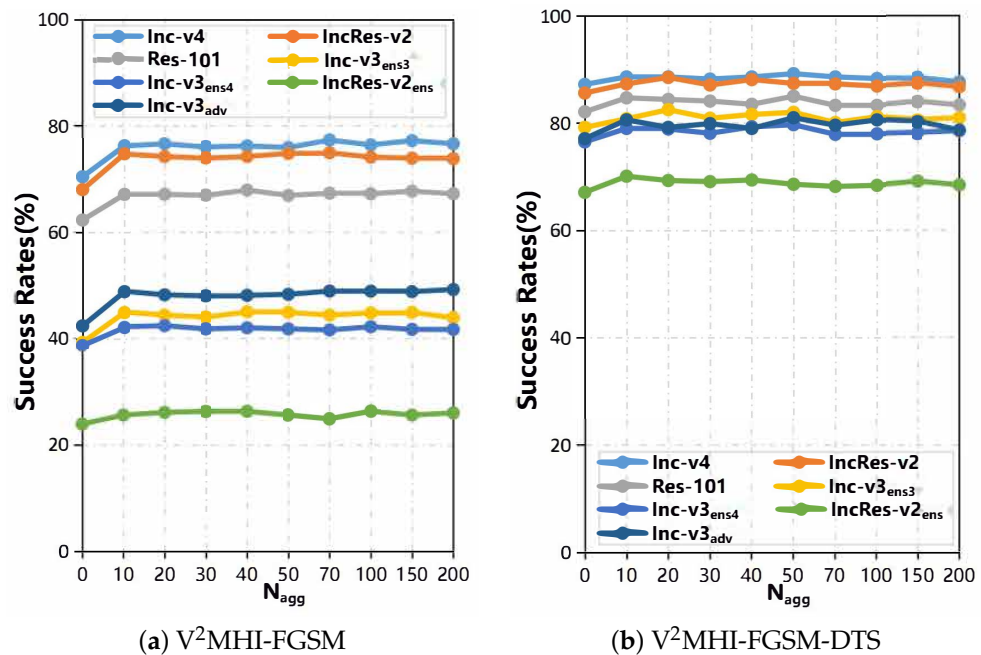 100
80
60
40
20
0
Success Rates(%)
Inc-v4 IncRes-v2
Res-101 Inc-v3ens3
Inc-v3ens4 IncRes-v2ens
Inc-v3adv
0 10 20 30 40 50 70 100 150 200
Nagg
(a) V²MHI-FGSM
100
80
60
40
20
0
Success Rates(%)
Inc-v4 IncRes-v2
Res-101 Inc-v3ens3
Inc-v3ens4 IncRes-v2ens
Inc-v3adv
0 10 20 30 40 50 70 100 150 200
Nagg
(b) V²MHI-FGSM-DTS